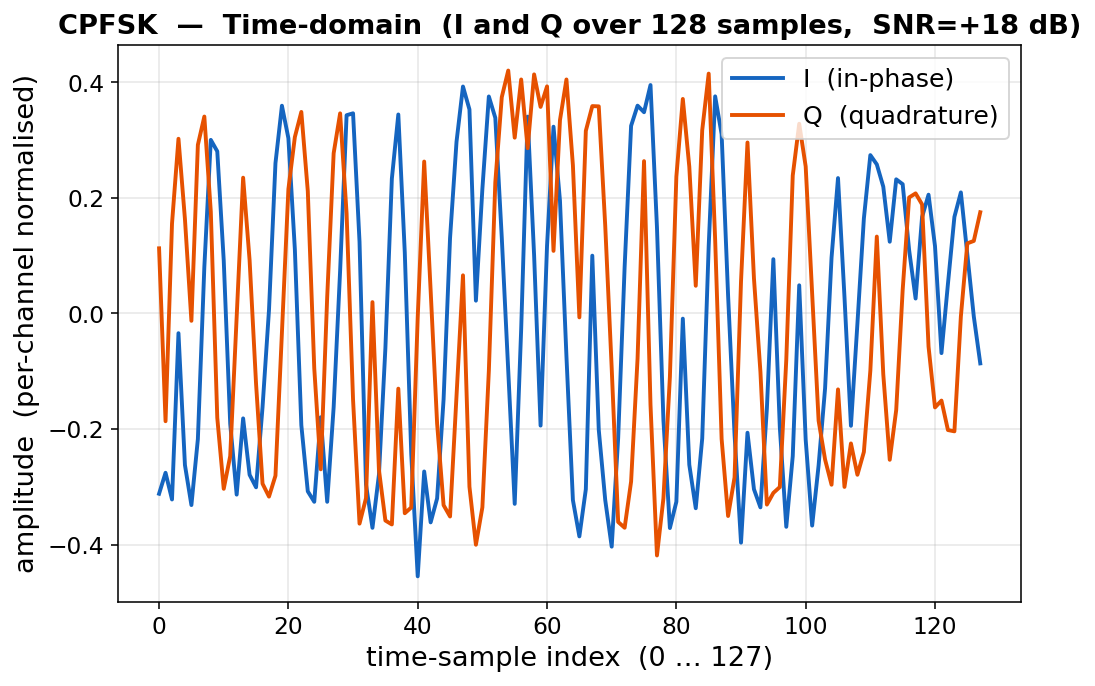 CPFSK — Time-domain (I and Q over 128 samples, SNR=+18 dB)
I (in-phase)
Q (quadrature)
amplitude (per-channel normalised)
0.4
0.2
0.0
−0.2
−0.4
0 20 40 60 80 100 120
time-sample index (0 … 127)